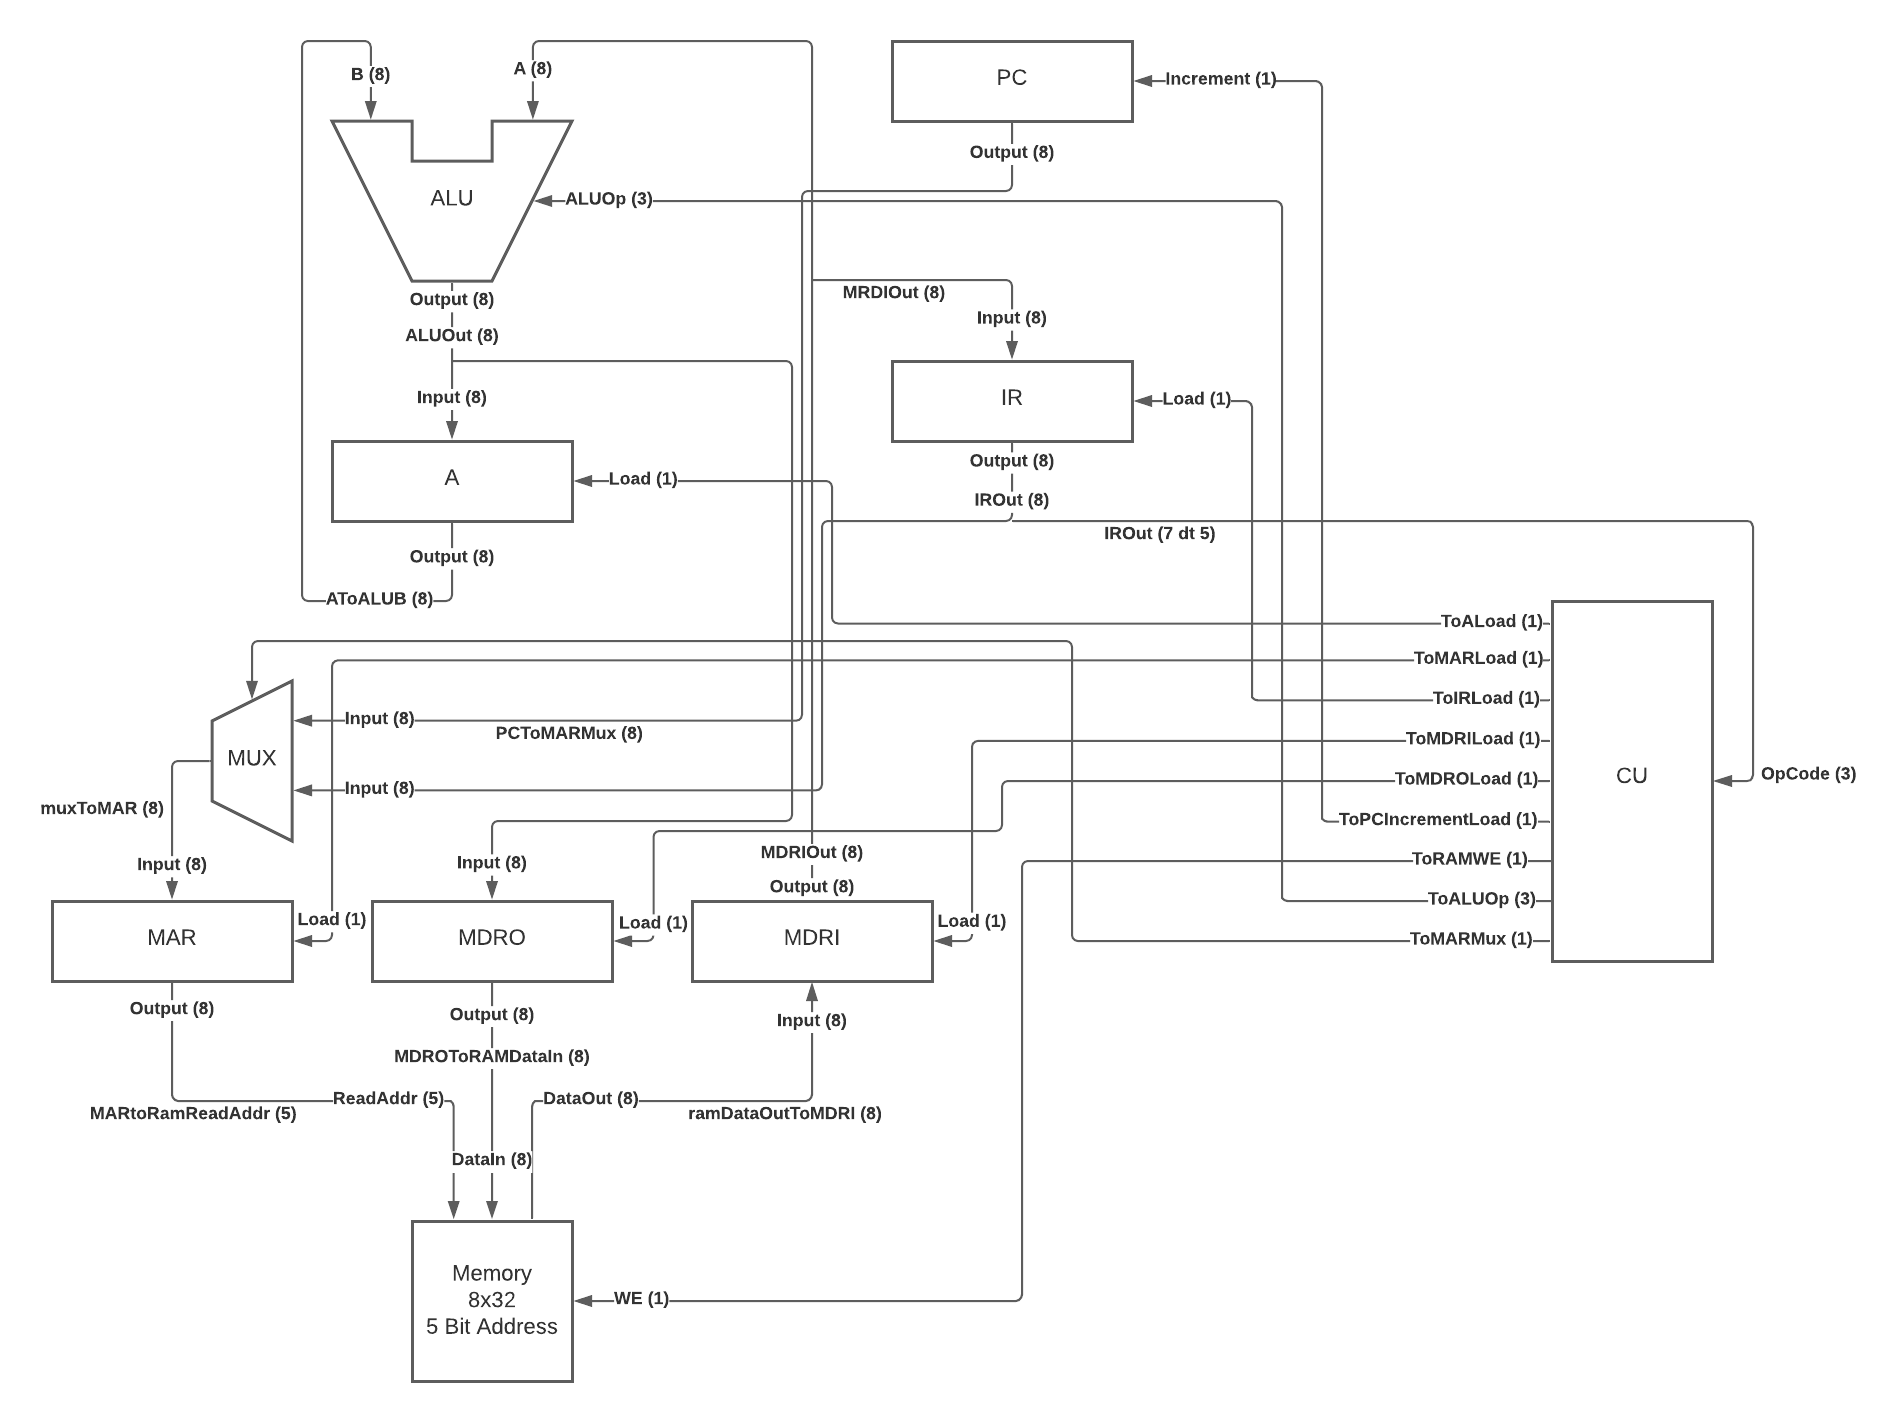 B (8)
A (8)
PC
Increment (1)
Output (8)
ALU
ALUOp (3)
Output (8)
MRDIOut (8)
Input (8)
ALUOut (8)
Input (8)
IR
Load (1)
A
Load (1)
Output (8)
IROut (8)
IROut (7 dt 5)
Output (8)
AToALUB (8)
ToALoad (1)
ToMARLoad (1)
ToIRLoad (1)
Input (8)
PCToMARMux (8)
ToMDRILoad (1)
MUX
CU
OpCode (3)
ToMDROLoad (1)
Input (8)
muxToMAR (8)
ToPCIncrementLoad (1)
Input (8)
Input (8)
MDRIOut (8)
ToRAMWE (1)
Output (8)
ToALUOp (3)
MAR
Load (1)
MDRO
Load (1)
MDRI
Load (1)
ToMARMux (1)
Output (8)
Output (8)
Input (8)
MDROToRAMDataIn (8)
ReadAddr (5)
DataOut (8)
MARtoRamReadAddr (5)
ramDataOutToMDRI (8)
DataIn (8)
Memory
8x32
5 Bit Address
WE (1)